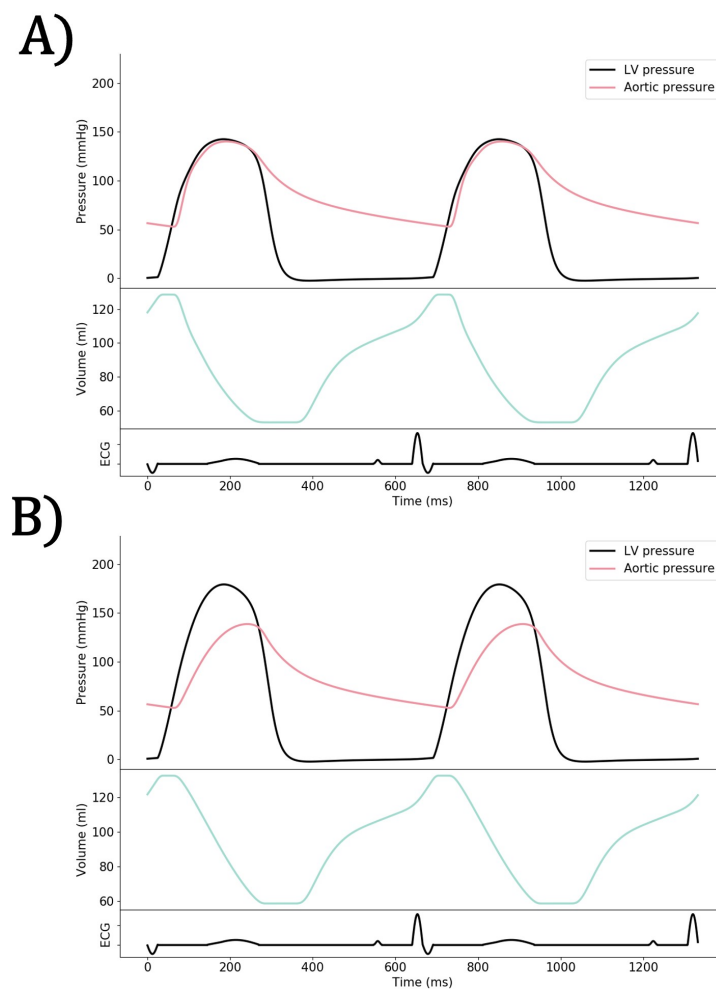 A)
200
150
100
50
0
Pressure (mmHg)
LV pressure
Aortic pressure
120
100
80
60
Volume (ml)
ECG
0 200 400 600 800 1000 1200
Time (ms)
B)
200
150
100
50
0
Pressure (mmHg)
LV pressure
Aortic pressure
120
100
80
60
Volume (ml)
ECG
0 200 400 600 800 1000 1200
Time (ms)